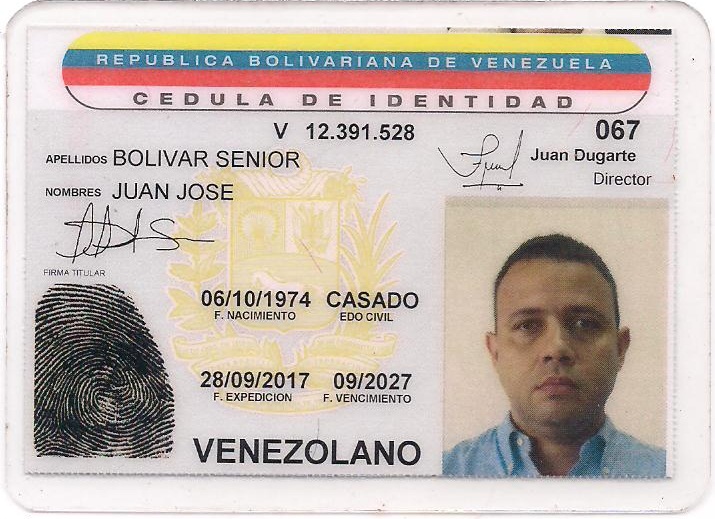 REPUBLICA BOLIVARIANA DE VENEZUELA
CEDULA DE IDENTIDAD
V 12.391.528
067
APELLIDOS BOLIVAR SENIOR
Juan Dugarte
Director
NOMBRES JUAN JOSE
FIRMA TITULAR
06/10/1974 CASADO
F. NACIMIENTO EDO CIVIL
28/09/2017 09/2027
F. EXPEDICION F. VENCIMIENTO
VENEZOLANO